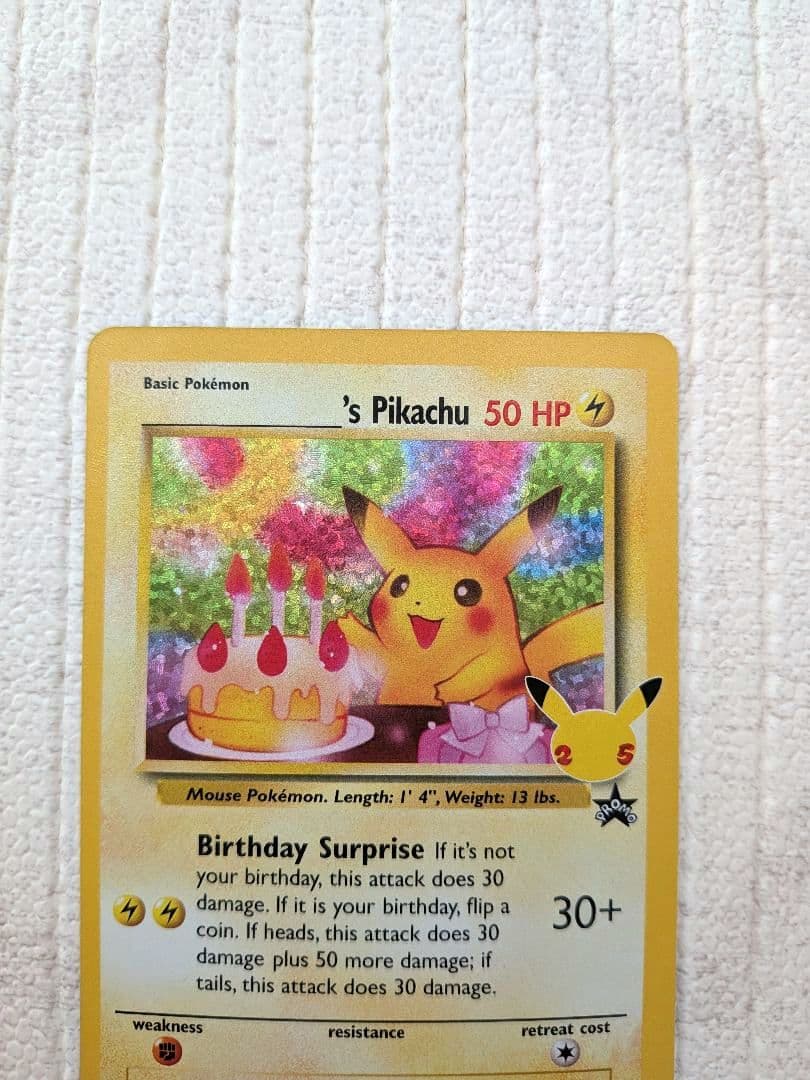 Basic Pokémon
__________'s Pikachu 50 HP
2 5
Mouse Pokémon. Length: 1' 4", Weight: 13 lbs.
PROMO
Birthday Surprise If it's not
your birthday, this attack does 30
damage. If it is your birthday, flip a
coin. If heads, this attack does 30
damage plus 50 more damage; if
tails, this attack does 30 damage.
30+
weakness resistance retreat cost